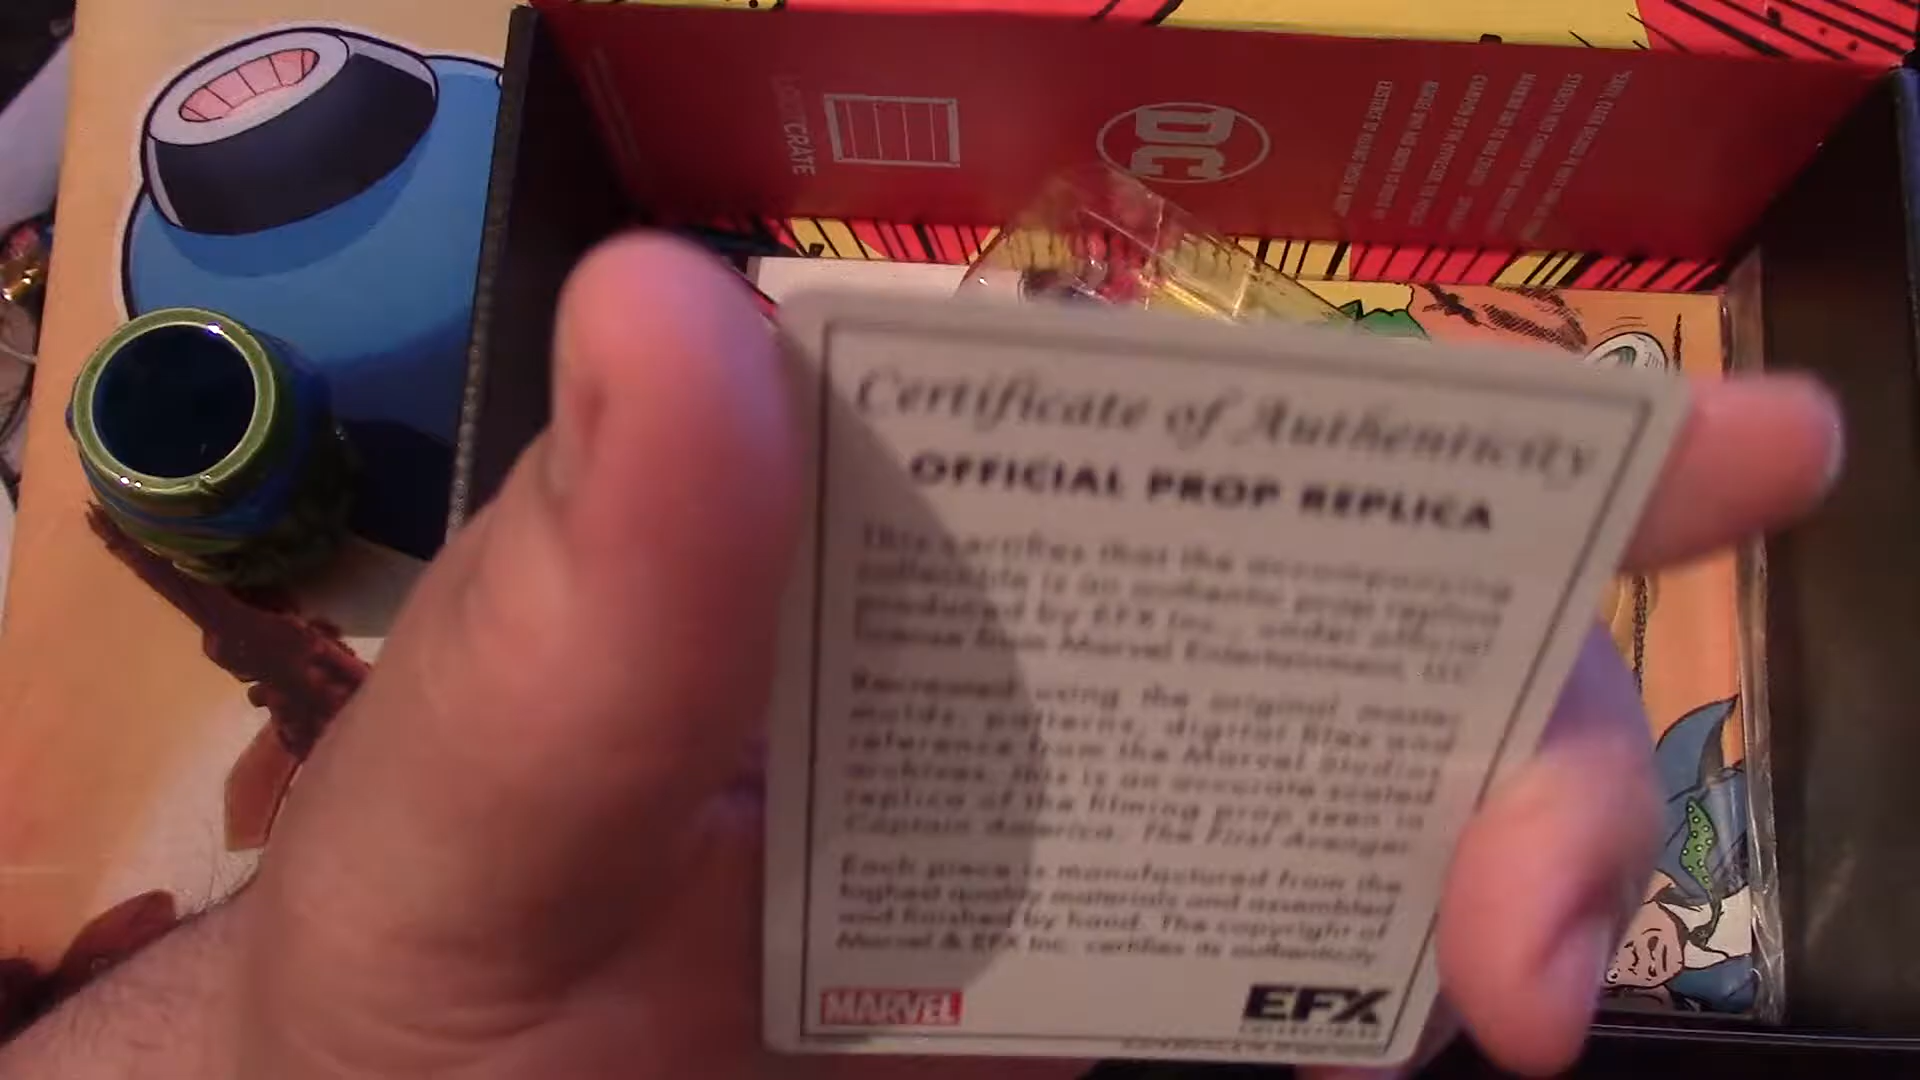 LOOTCRATE
DC
Certificate of Authenticity
OFFICIAL PROP REPLICA
This certifies that the accompanying
collectible is an authentic prop replica
produced by EFX Inc., under official
license from Marvel Entertainment, LLC
Recreated using the original master
molds, patterns, digital files and
reference from the Marvel Studios
archives, this is an accurate scaled
replica of the filming prop seen in
Captain America: The First Avenger
Each piece is manufactured from the
highest quality materials and assembled
and finished by hand. The copyright of
Marvel & EFX Inc. certifies its authenticity.
MARVEL
EFX
COLLECTIBLES